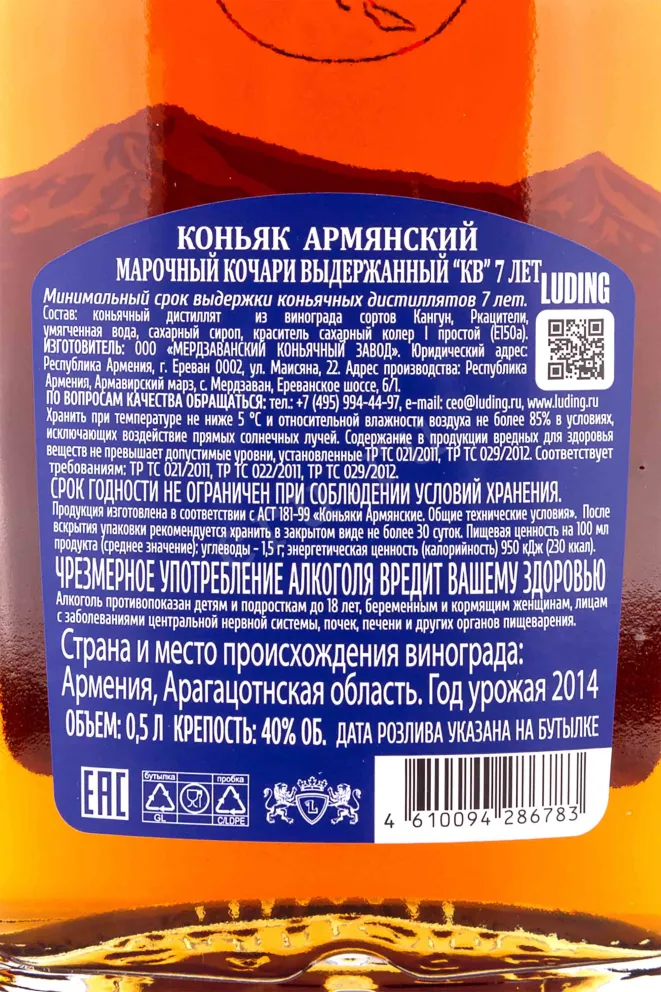 КОНЬЯК АРМЯНСКИЙ
МАРОЧНЫЙ КОЧАРИ ВЫДЕРЖАННЫЙ "КВ" 7 ЛЕТ
LUDING
Минимальный срок выдержки коньячных дистиллятов 7 лет.
Состав: коньячный дистиллят из винограда сортов Кангун, Ркацители,
умягченная вода, сахарный сироп, краситель сахарный колер I простой (Е150а).
ИЗГОТОВИТЕЛЬ: ООО «МЕРДЗАВАНСКИЙ КОНЬЯЧНЫЙ ЗАВОД». Юридический адрес:
Республика Армения, г. Ереван 0002, ул. Маисяна, 22. Адрес производства: Республика
Армения, Армавирский марз, с. Мердзаван, Ереванское шоссе, 6/1.
ПО ВОПРОСАМ КАЧЕСТВА ОБРАЩАТЬСЯ: тел.: +7 (495) 994-44-97, e-mail: ceo@luding.ru, www.luding.ru
Хранить при температуре не ниже 5 °С и относительной влажности воздуха не более 85% в условиях,
исключающих воздействие прямых солнечных лучей. Содержание в продукции вредных для здоровья
веществ не превышает допустимые уровни, установленные ТР ТС 021/2011, ТР ТС 029/2012. Соответствует
требованиям: ТР ТС 021/2011, ТР ТС 022/2011, ТР ТС 029/2012.
СРОК ГОДНОСТИ НЕ ОГРАНИЧЕН ПРИ СОБЛЮДЕНИИ УСЛОВИЙ ХРАНЕНИЯ.
Продукция изготовлена в соответствии с АСТ 181-99 «Коньяки Армянские. Общие технические условия». После
вскрытия упаковки рекомендуется хранить в закрытом виде не более 30 суток. Пищевая ценность на 100 мл
продукта (среднее значение): углеводы – 1,5 г; энергетическая ценность (калорийность) 950 кДж (230 ккал).
ЧРЕЗМЕРНОЕ УПОТРЕБЛЕНИЕ АЛКОГОЛЯ ВРЕДИТ ВАШЕМУ ЗДОРОВЬЮ
Алкоголь противопоказан детям и подросткам до 18 лет, беременным и кормящим женщинам, лицам
с заболеваниями центральной нервной системы, почек, печени и других органов пищеварения.
Страна и место происхождения винограда:
Армения, Арагацотнская область. Год урожая 2014
ОБЪЕМ: 0,5 Л КРЕПОСТЬ: 40% ОБ. ДАТА РОЗЛИВА УКАЗАНА НА БУТЫЛКЕ
EAC
бутылка пробка
GL C/LDPE
L
4 610094 286783